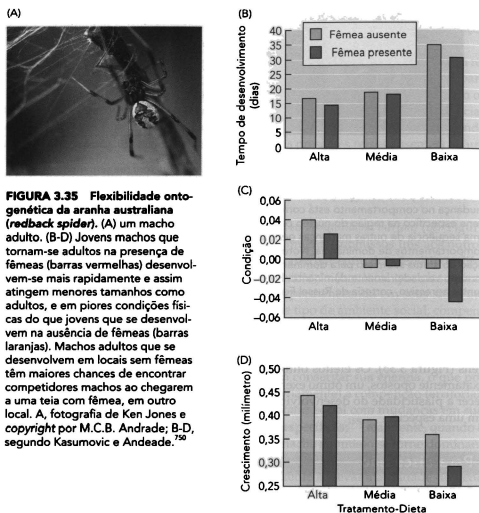 (A)
FIGURA 3.35 Flexibilidade onto-
genética da aranha australiana
(redback spider). (A) um macho
adulto. (B-D) Jovens machos que
tornam-se adultos na presença de
fêmeas (barras vermelhas) desenvol-
vem-se mais rapidamente e assim
atingem menores tamanhos como
adultos, e em piores condições físi-
cas do que jovens que se desenvol-
vem na ausência de fêmeas (barras
laranjas). Machos adultos que se
desenvolvem em locais sem fêmeas
têm maiores chances de encontrar
competidores machos ao chegarem
a uma teia com fêmea, em outro
local. A, fotografia de Ken Jones e
copyright por M.C.B. Andrade; B-D,
segundo Kasumovic e Andeade.750
(B)
Tempo de desenvolvimento
(dias)
40
35
30
25
20
15
10
5
0
Fêmea ausente
Fêmea presente
Alta Média Baixa
(C)
Condição
0,06
0,04
0,02
0,00
−0,02
−0,04
−0,06
Alta Média Baixa
(D)
Crescimento (milímetro)
0,50
0,45
0,40
0,35
0,30
0,25
Alta Média Baixa
Tratamento-Dieta